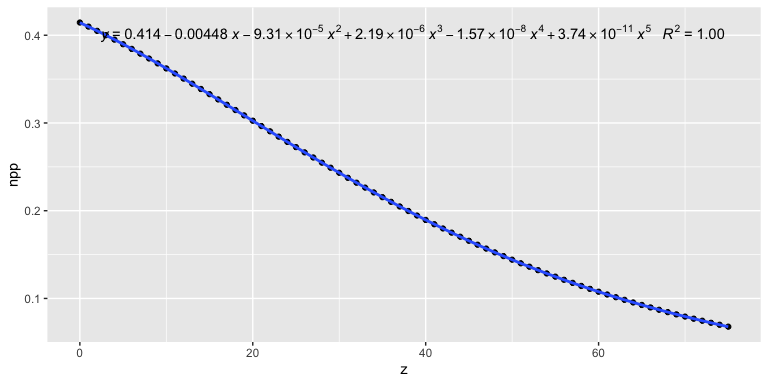 y = 0.414 − 0.00448 x − 9.31 × 10⁻⁵ x² + 2.19 × 10⁻⁶ x³ − 1.57 × 10⁻⁸ x⁴ + 3.74 × 10⁻¹¹ x⁵ R² = 1.00
0.4
0.3
0.2
0.1
npp
0 20 40 60
z